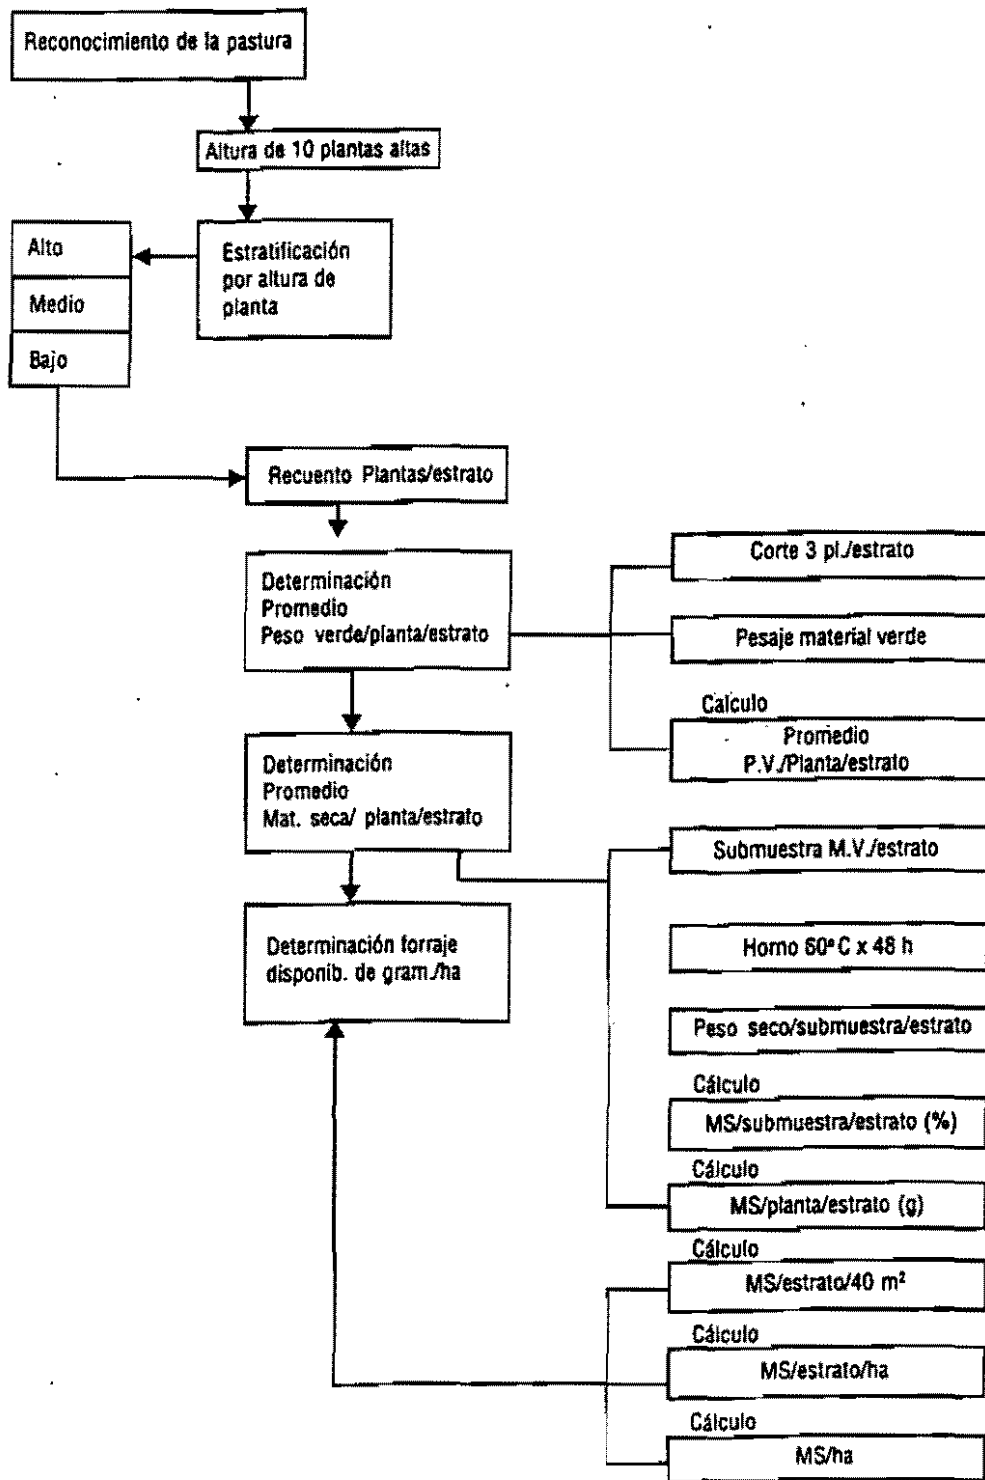 Reconocimiento de la pastura
Altura de 10 plantas altas
Estratificación
por altura de
planta
Alto
Medio
Bajo
Recuento Plantas/estrato
Determinación
Promedio
Peso verde/planta/estrato
Corte 3 pl./estrato
Pesaje material verde
Calculo
Promedio
P.V./Planta/estrato
Determinación
Promedio
Mat. seca/ planta/estrato
Submuestra M.V./estrato
Horno 60°C x 48 h
Peso seco/submuestra/estrato
Cálculo
MS/submuestra/estrato (%)
Cálculo
MS/planta/estrato (g)
Determinación forraje
disponib. de gram./ha
Cálculo
MS/estrato/40 m²
Cálculo
MS/estrato/ha
Cálculo
MS/ha